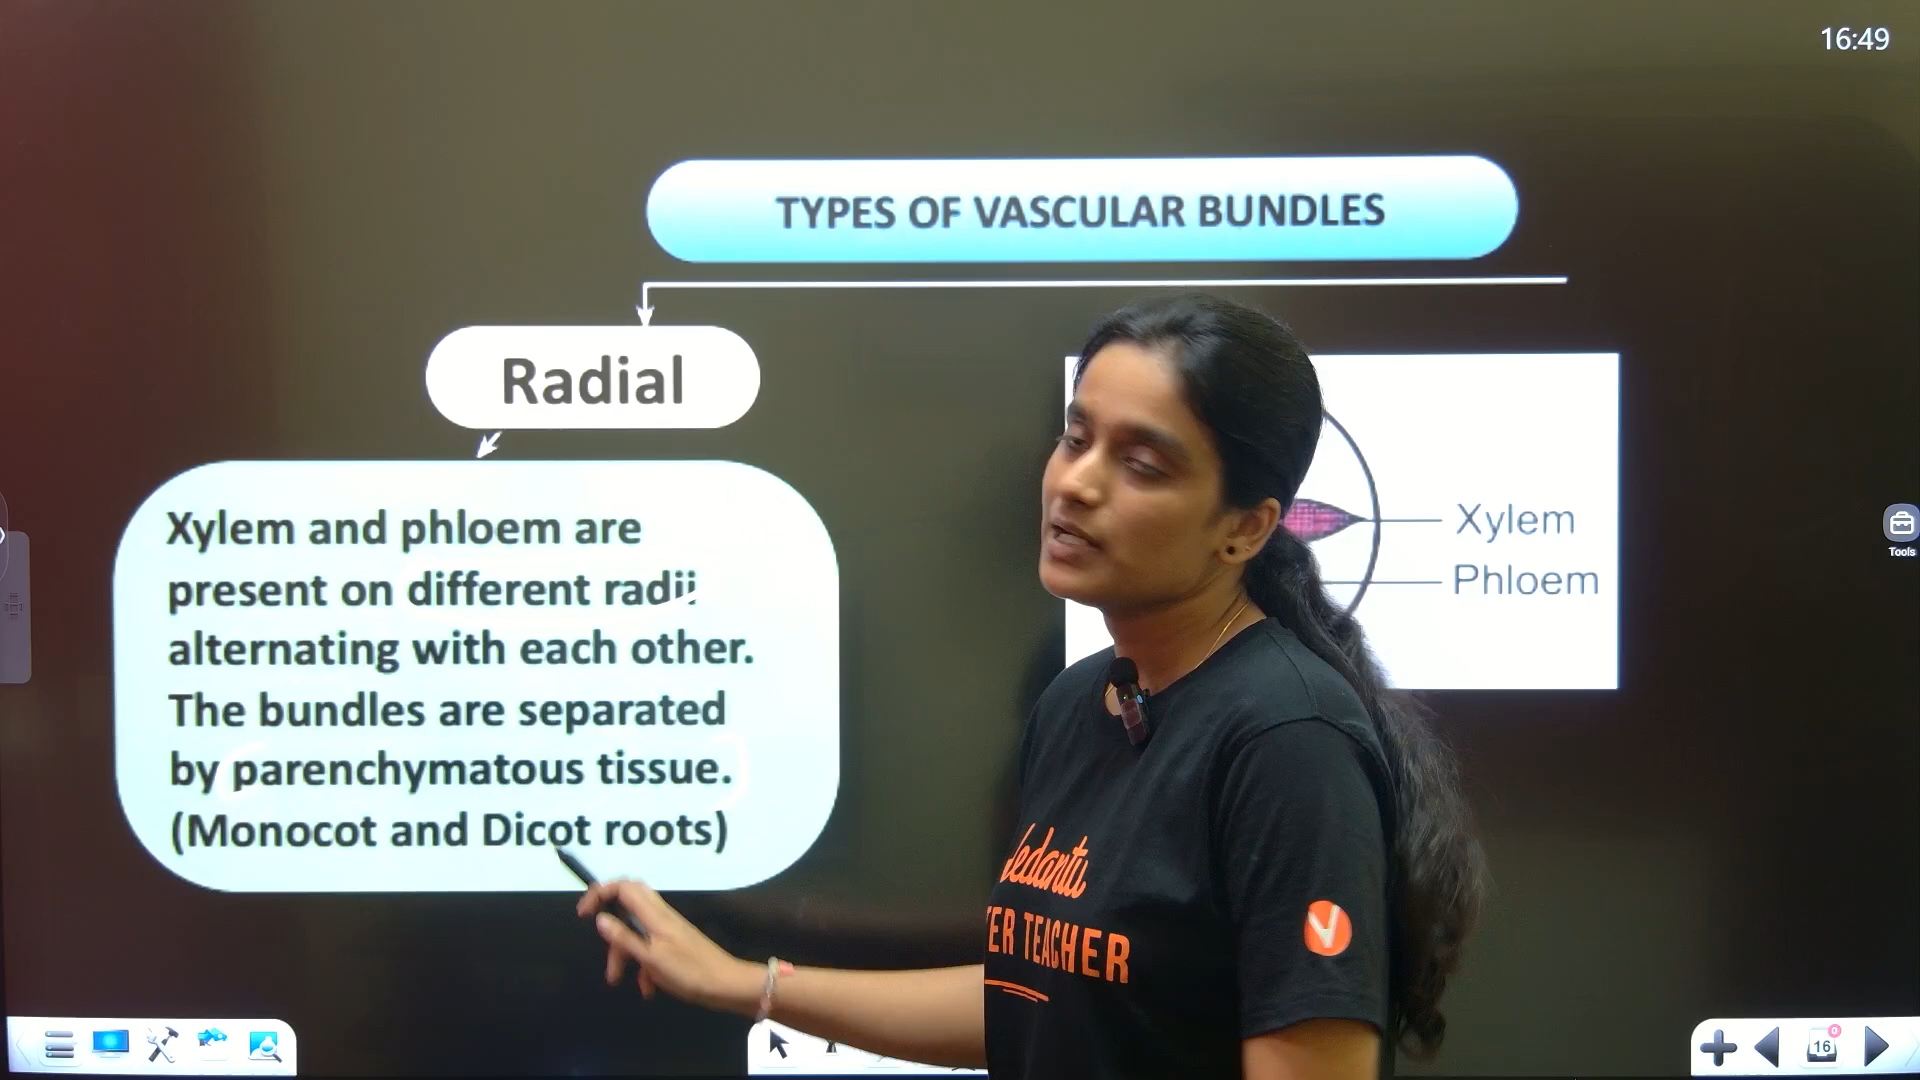 16:49
TYPES OF VASCULAR BUNDLES
Radial
Xylem and phloem are
present on different radii
alternating with each other.
The bundles are separated
by parenchymatous tissue.
(Monocot and Dicot roots)
Xylem
Phloem
Tools
TEACHER
0
16